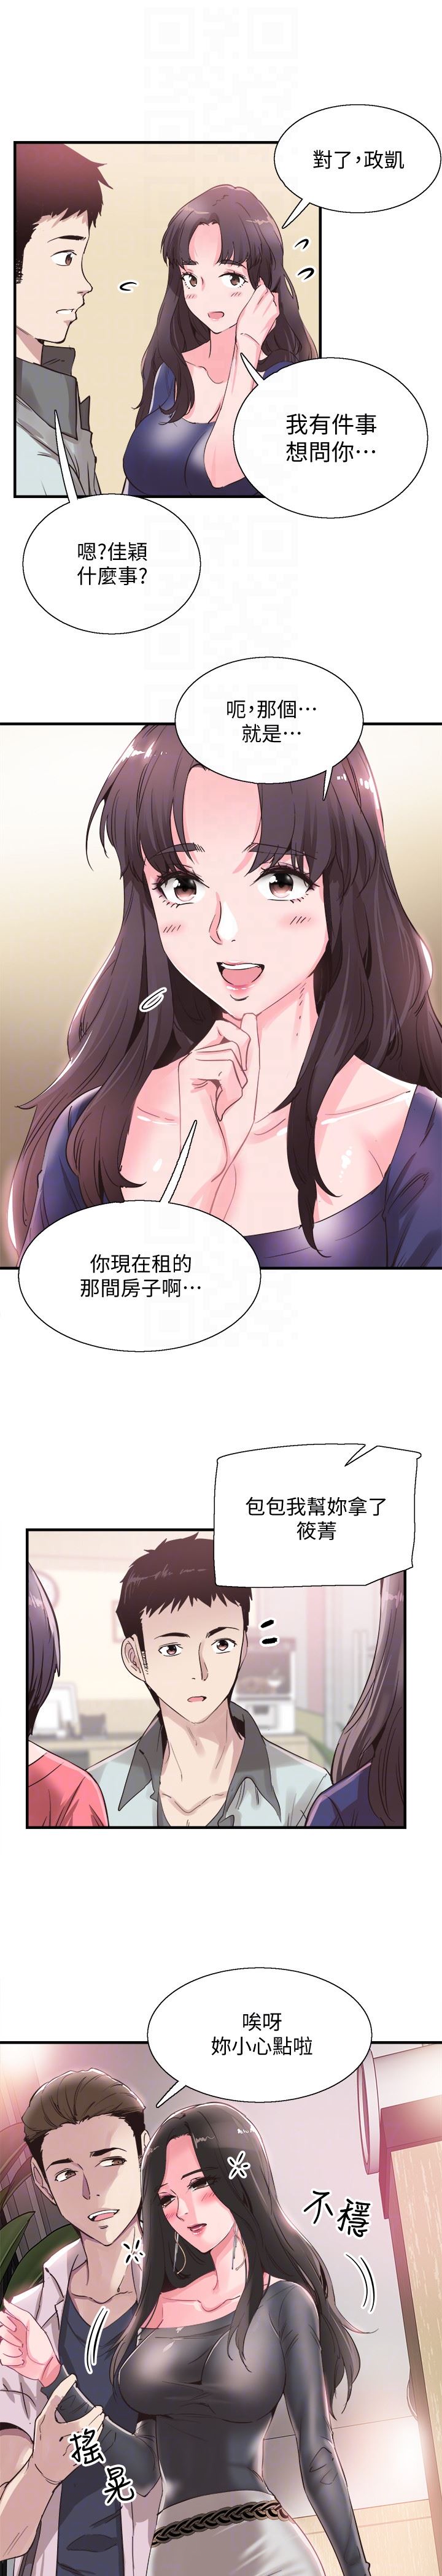 對了，政凱
我有件事
想問你⋯
嗯?佳穎
什麼事?
呃，那個⋯
就是⋯
你現在租的
那間房子啊⋯
包包我幫妳拿了
筱菁
唉呀
妳小心點啦
不穩
搖晃